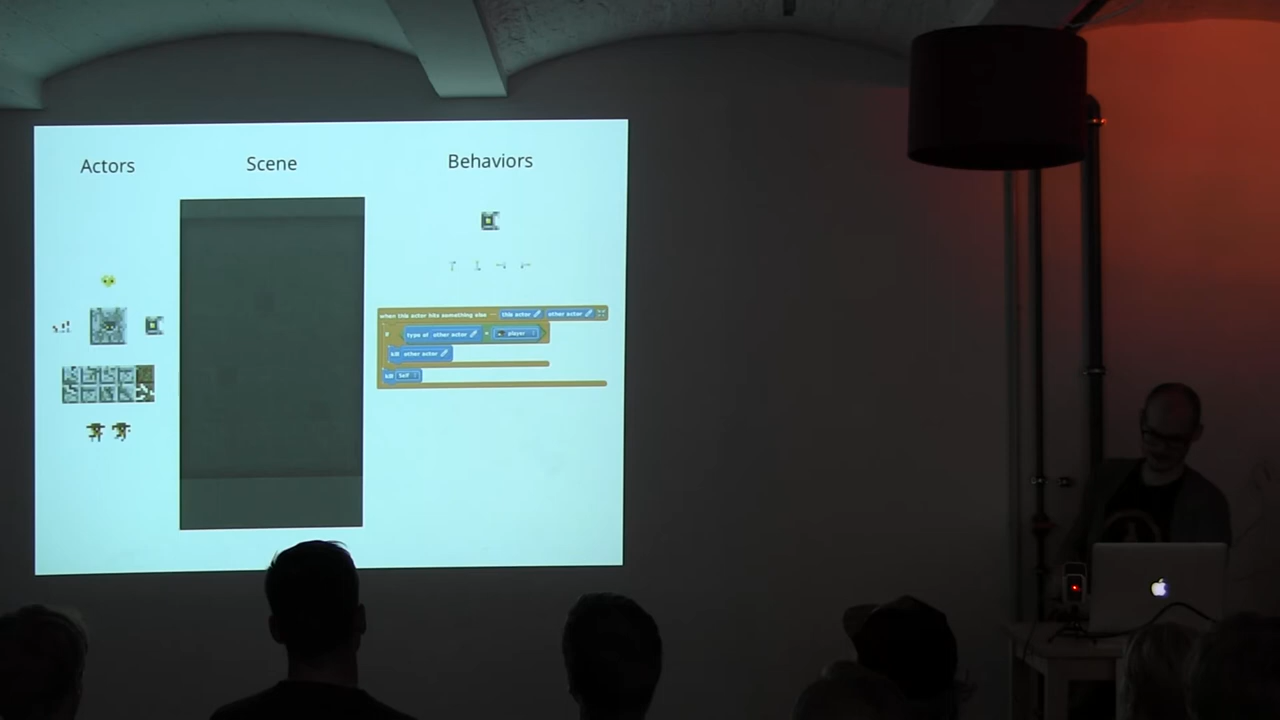 Actors
Scene
Behaviors
when this actor hits something else this actor other actor
if type of other actor = player
kill other actor
kill Self